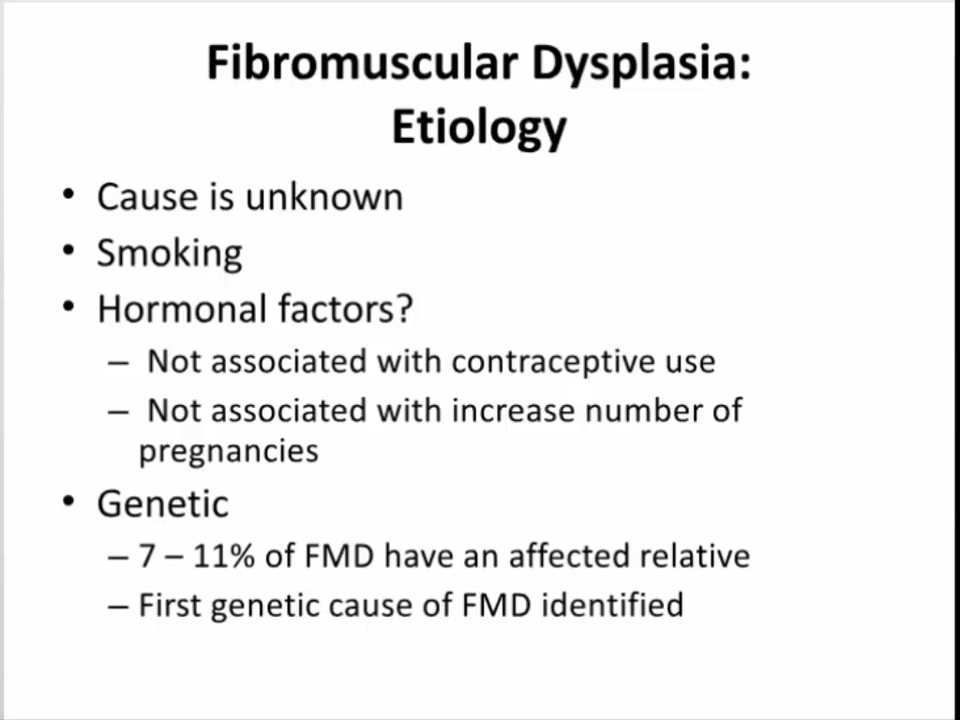 Fibromuscular Dysplasia:
Etiology
• Cause is unknown
• Smoking
• Hormonal factors?
– Not associated with contraceptive use
– Not associated with increase number of
pregnancies
• Genetic
– 7 – 11% of FMD have an affected relative
– First genetic cause of FMD identified